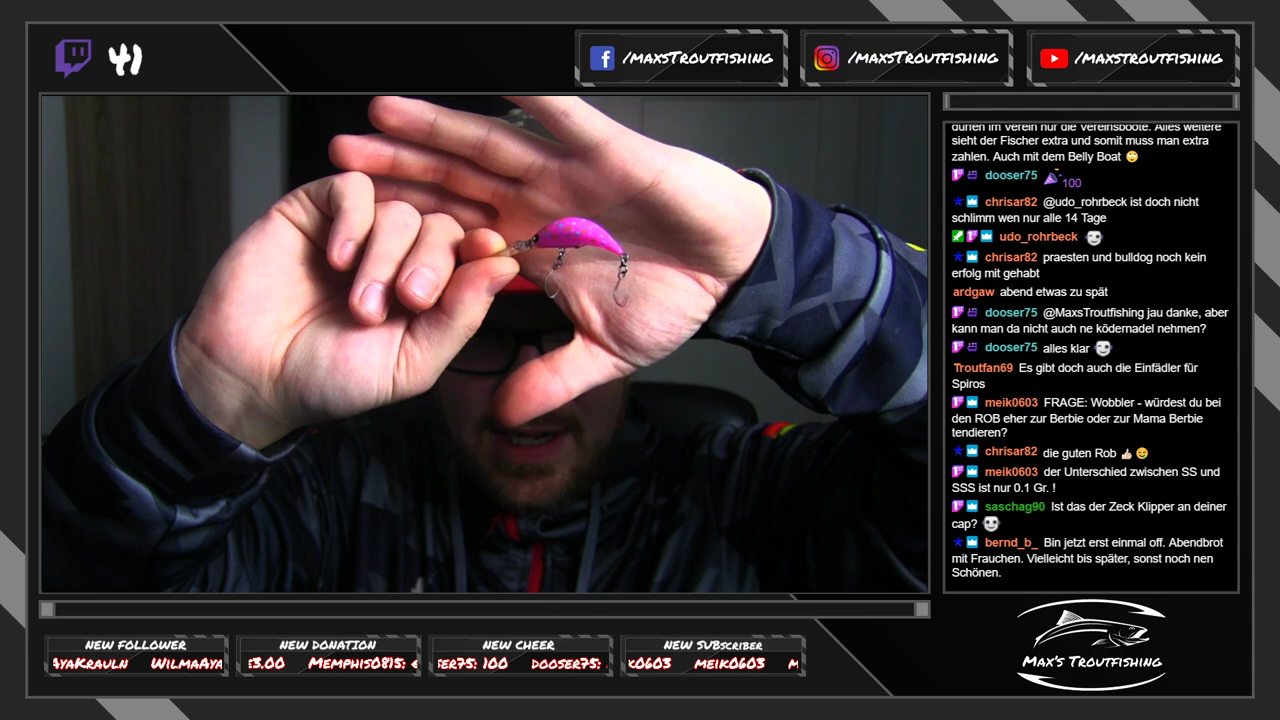 41
/MaxsTroutfishing
/MaxsTroutfishing
/maxstroutfishing
dürfen im Verein nur die Vereinsboote. Alles weitere
sieht der Fischer extra und somit muss man extra
zahlen. Auch mit dem Belly Boat 🙄
dooser75 100
chrisar82 @udo_rohrbeck ist doch nicht
schlimm wen nur alle 14 Tage
udo_rohrbeck
chrisar82 praesten und bulldog noch kein
erfolg mit gehabt
ardgaw abend etwas zu spät
dooser75 @MaxsTroutfishing jau danke, aber
kann man da nicht auch ne ködernadel nehmen?
dooser75 alles klar
Troutfan69 Es gibt doch auch die Einfädler für
Spiros
meik0603 FRAGE: Wobbler - würdest du bei
den ROB eher zur Berbie oder zur Mama Berbie
tendieren?
chrisar82 die guten Rob 👍🏻😊
meik0603 der Unterschied zwischen SS und
SSS ist nur 0.1 Gr. !
saschag90 Ist das der Zeck Klipper an deiner
cap?
bernd_b_ Bin jetzt erst einmal off. Abendbrot
mit Frauchen. Vielleicht bis später, sonst noch nen
Schönen.
NEW FOLLOWER
AyaKrauln WilmaAya
NEW DONATION
€3.00 Memphis0815: €
NEW CHEER
ER75: 100 dooser75:
NEW SUBscriber
k0603 meik0603 m
Max's Troutfishing